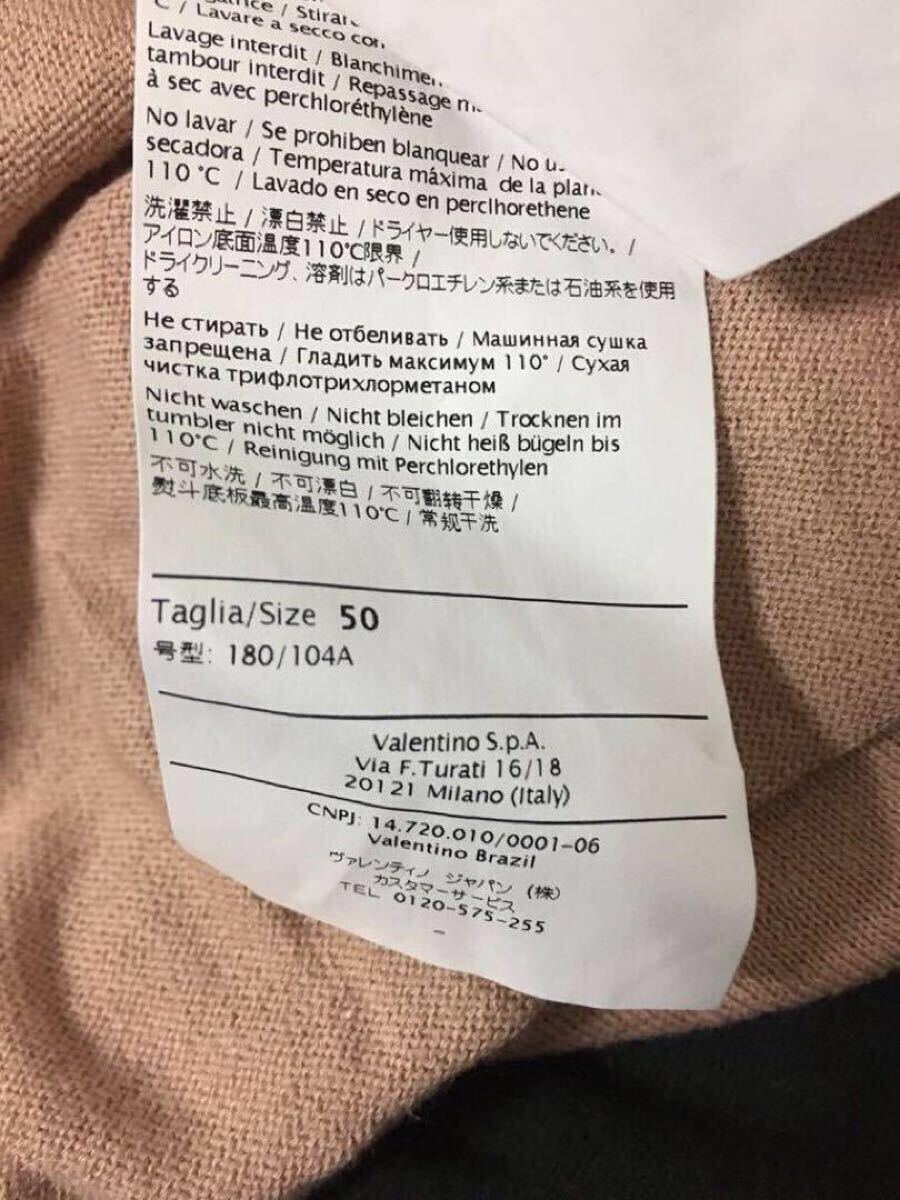 / Stirar
C / Lavare a secco con
Lavage interdit / Blanchimen
tambour interdit / Repassage
à sec avec perchloréthylène
No lavar / Se prohiben blanquear / No
secadora / Temperatura máxima de la plan
110 °C / Lavado en seco en perclhorethene
洗濯禁止 / 漂白禁止 / ドライヤー使用しないでください。 /
アイロン底面温度110℃限界 /
ドライクリーニング、溶剤はパークロエチレン系または石油系を使用
する
Не стирать / Не отбеливать / Машинная сушка
запрещена / Гладить максимум 110° / Сухая
чистка трифлотрихлорметаном
Nicht waschen / Nicht bleichen / Trocknen im
tumbler nicht möglich / Nicht heiß bügeln bis
110°C / Reinigung mit Perchlorethylen
不可水洗 / 不可漂白 / 不可翻转干燥 /
熨斗底板最高温度110℃ / 常规干洗
Taglia/Size 50
号型: 180/104A
Valentino S.p.A.
Via F.Turati 16/18
20121 Milano (Italy)
CNPJ: 14.720.010/0001-06
Valentino Brazil
ヴァレンティノ ジャパン (株)
カスタマーサービス
TEL 0120-575-255